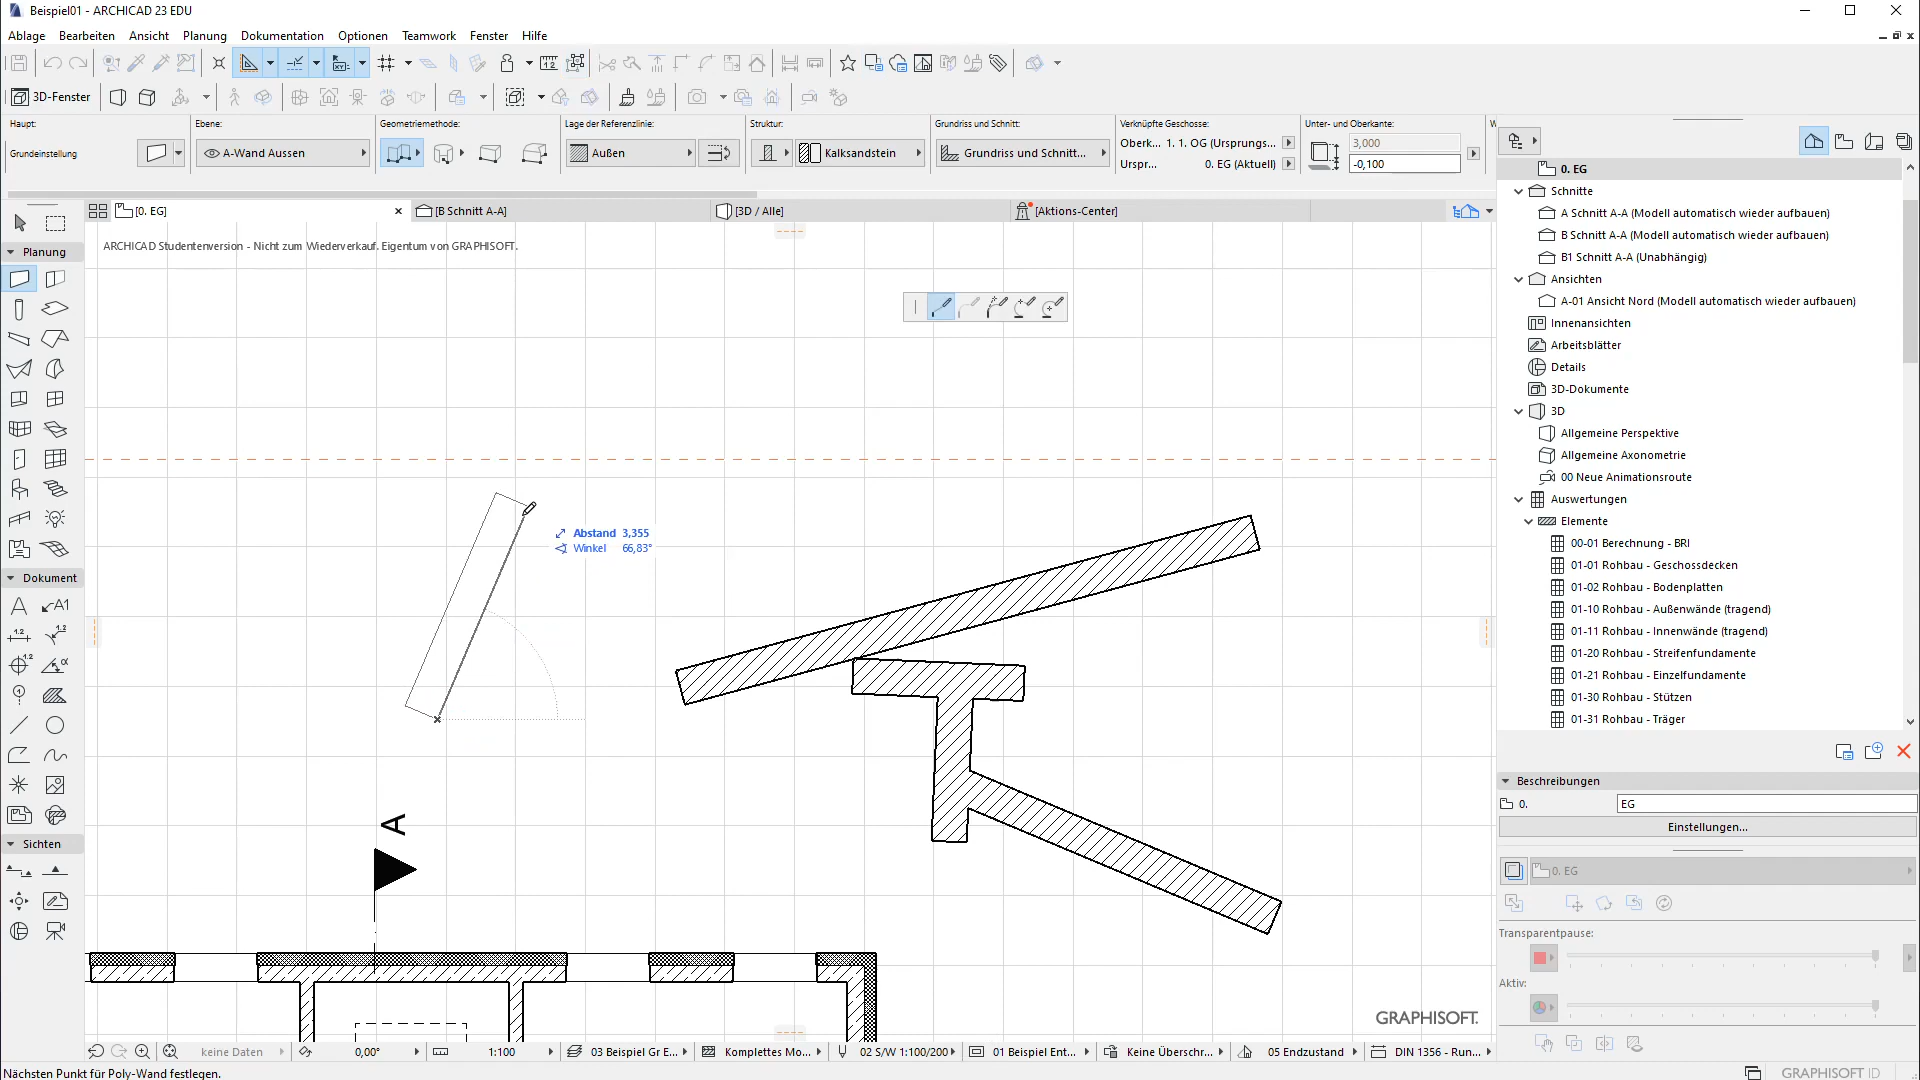 Beispiel01 - ARCHICAD 23 EDU
Ablage Bearbeiten Ansicht Planung Dokumentation Optionen Teamwork Fenster Hilfe
3D-Fenster
Haupt: Ebene: Geometriemethode: Lage der Referenzlinie: Struktur: Grundriss und Schnitt: Verknüpfte Geschosse: Unter- und Oberkante:
Oberk... 1. 1. OG (Ursprungs... 3,000
Grundeinstellung A-Wand Aussen Außen Kalksandstein Grundriss und Schnitt...
Urspr... 0. EG (Aktuell) -0,100
[0. EG] [B Schnitt A-A] [3D / Alle] [Aktions-Center]
ARCHICAD Studentenversion - Nicht zum Wiederverkauf. Eigentum von GRAPHISOFT.
Planung
Dokument
Sichten
Abstand 3,355
Winkel 66,83°
A
GRAPHISOFT.
0. EG
Schnitte
A Schnitt A-A (Modell automatisch wieder aufbauen)
B Schnitt A-A (Modell automatisch wieder aufbauen)
B1 Schnitt A-A (Unabhängig)
Ansichten
A-01 Ansicht Nord (Modell automatisch wieder aufbauen)
Innenansichten
Arbeitsblätter
Details
3D-Dokumente
3D
Allgemeine Perspektive
Allgemeine Axonometrie
00 Neue Animationsroute
Auswertungen
Elemente
00-01 Berechnung - BRI
01-01 Rohbau - Geschossdecken
01-02 Rohbau - Bodenplatten
01-10 Rohbau - Außenwände (tragend)
01-11 Rohbau - Innenwände (tragend)
01-20 Rohbau - Streifenfundamente
01-21 Rohbau - Einzelfundamente
01-30 Rohbau - Stützen
01-31 Rohbau - Träger
Beschreibungen
0. EG
Einstellungen...
0. EG
Transparentpause:
Aktiv:
keine Daten 0,00° 1:100 03 Beispiel Gr E... Komplettes Mo... 02 S/W 1:100/200 01 Beispiel Ent... Keine Überschr... 05 Endzustand DIN 1356 - Run...
Nächsten Punkt für Poly-Wand festlegen.
GRAPHISOFT ID